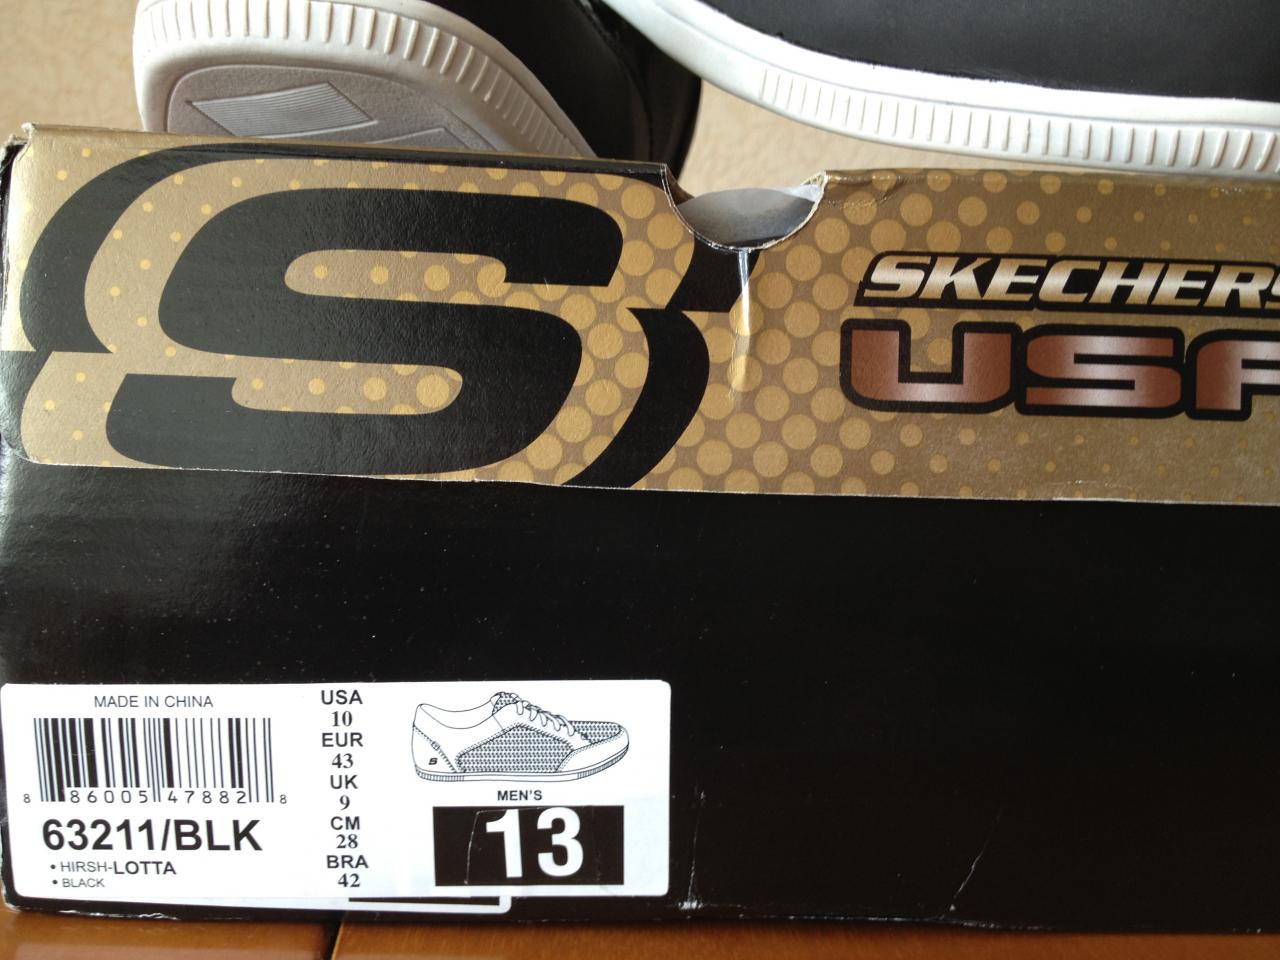 SKECHERS
USA
MADE IN CHINA
8 86005 47882 8
63211/BLK
• HIRSH-LOTTA
• BLACK
USA
10
EUR
43
UK
9
CM
28
BRA
42
S
MEN'S
13